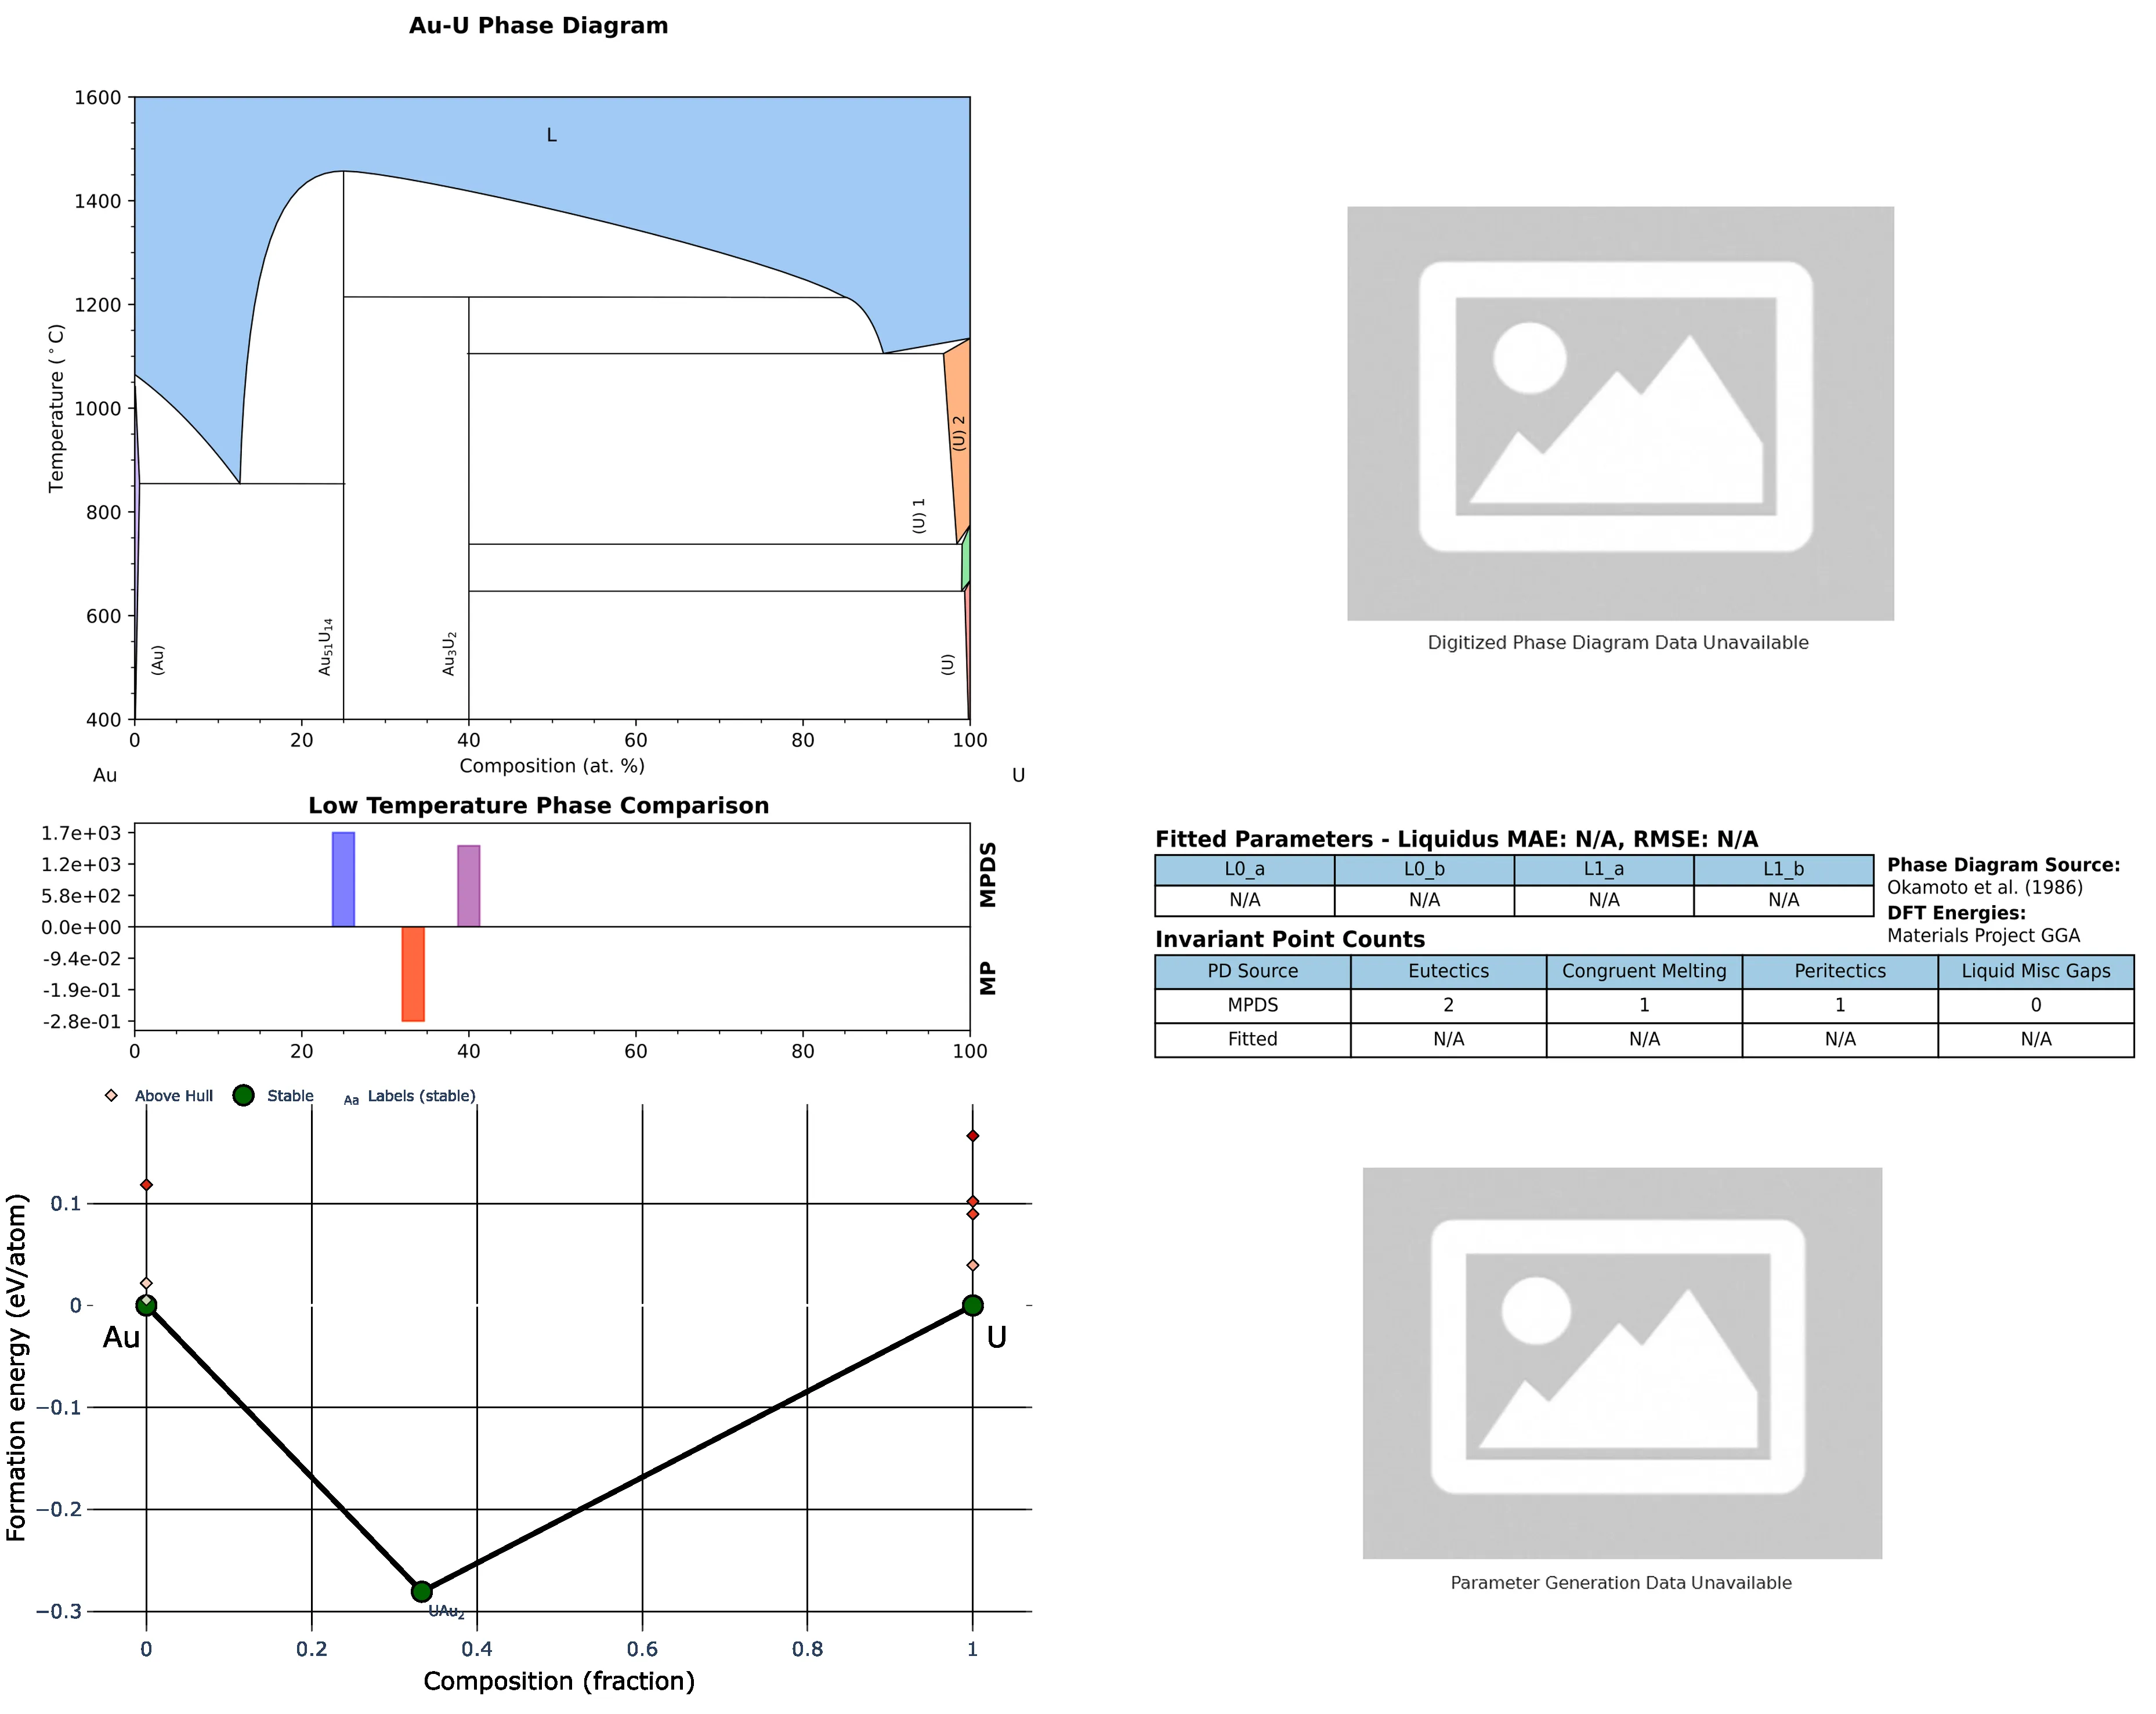 Au-U Phase Diagram
1600
1400
1200
1000
800
600
400
Temperature (°C)
L
(U) 2
(U) 1
(Au)
Au51U14
Au3U2
(U)
0 20 40 60 80 100
Composition (at. %)
Au U
Digitized Phase Diagram Data Unavailable
Low Temperature Phase Comparison
1.7e+03
1.2e+03
5.8e+02
0.0e+00
-9.4e-02
-1.9e-01
-2.8e-01
MPDS
MP
0 20 40 60 80 100
Fitted Parameters - Liquidus MAE: N/A, RMSE: N/A
L0_a L0_b L1_a L1_b
N/A N/A N/A N/A
Phase Diagram Source:
Okamoto et al. (1986)
DFT Energies:
Materials Project GGA
Invariant Point Counts
PD Source Eutectics Congruent Melting Peritectics Liquid Misc Gaps
MPDS 2 1 1 0
Fitted N/A N/A N/A N/A
Above Hull Stable Aa Labels (stable)
Formation energy (eV/atom)
0.1
0
−0.1
−0.2
−0.3
Au U
UAu2
0 0.2 0.4 0.6 0.8 1
Composition (fraction)
Parameter Generation Data Unavailable